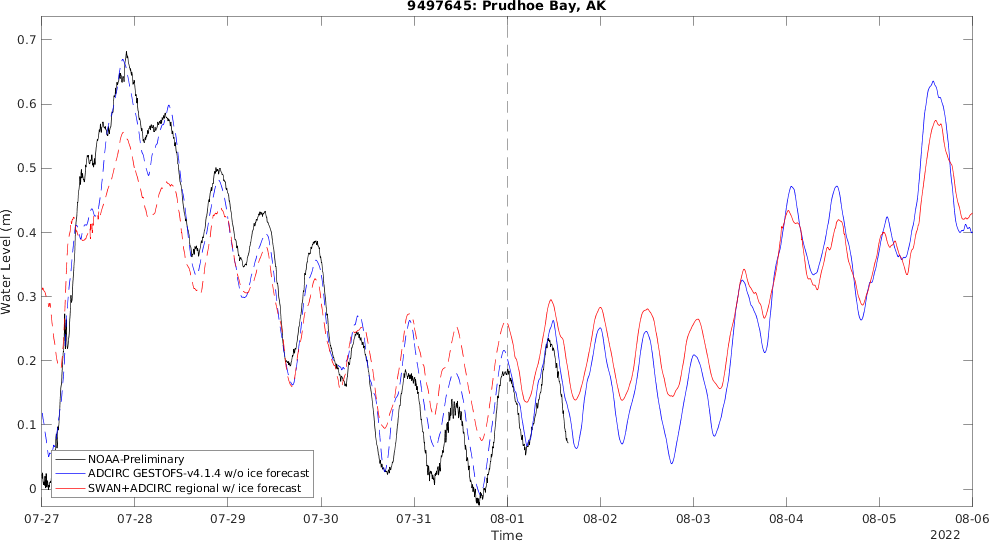 9497645: Prudhoe Bay, AK
Water Level (m)
0.7
0.6
0.5
0.4
0.3
0.2
0.1
0
NOAA-Preliminary
ADCIRC GESTOFS-v4.1.4 w/o ice forecast
SWAN+ADCIRC regional w/ ice forecast
07-27 07-28 07-29 07-30 07-31 08-01 08-02 08-03 08-04 08-05 08-06
Time
2022